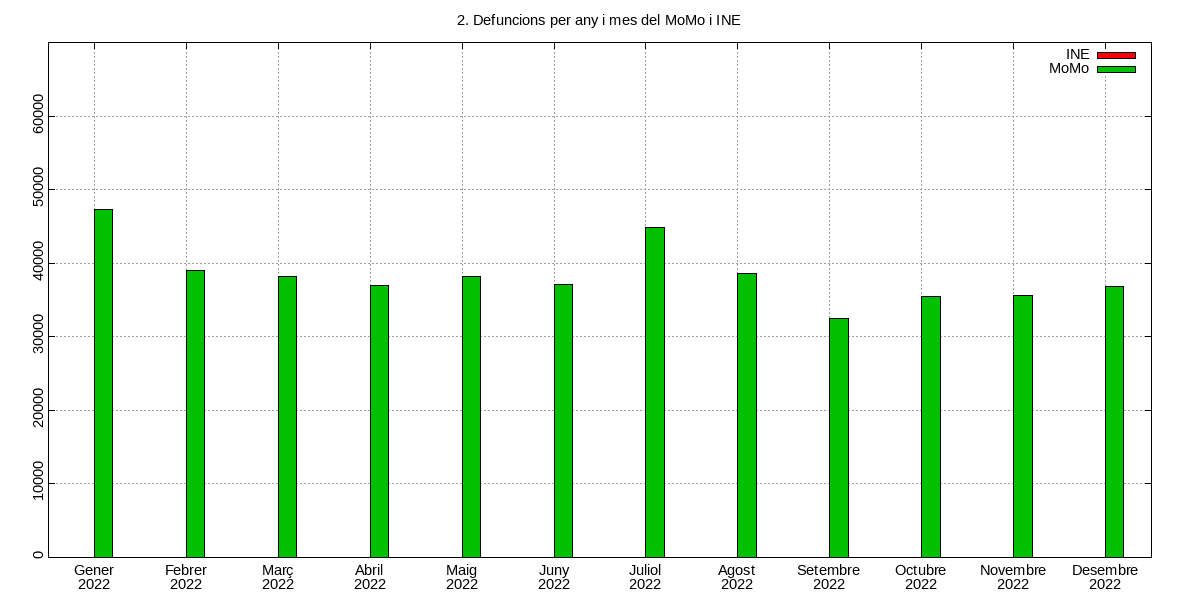 2. Defuncions per any i mes del MoMo i INE
INE
MoMo
60000
50000
40000
30000
20000
10000
0
Gener Febrer Març Abril Maig Juny Juliol Agost Setembre Octubre Novembre Desembre
2022 2022 2022 2022 2022 2022 2022 2022 2022 2022 2022 2022